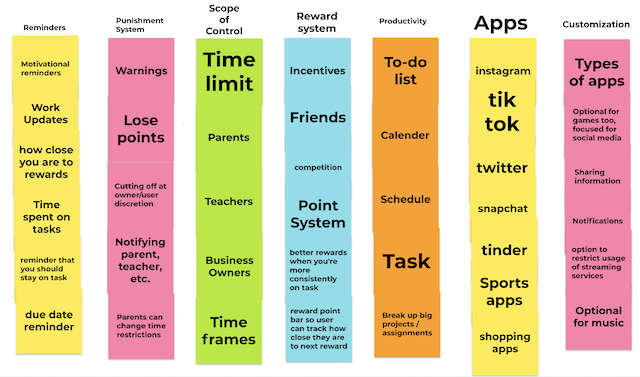 Reminders
Motivational
reminders
Work
Updates
how close
you are to
rewards
Time
spent on
tasks
reminder that
you should
stay on task
due date
reminder
Punishment
System
Warnings
Lose
points
Cutting off at
owner/user
discretion
Notifying
parent,
teacher,
etc.
Parents can
change time
restrictions
Scope
of
Control
Time
limit
Parents
Teachers
Business
Owners
Time
frames
Reward
system
Incentives
Friends
competition
Point
System
better rewards
when you're
more
consistently
on task
reward point
bar so user
can track how
close they are
to next reward
Productivity
To-do
list
Calender
Schedule
Task
Break up big
projects /
assignments
Apps
instagram
tik
tok
twitter
snapchat
tinder
Sports
apps
shopping
apps
Customization
Types
of apps
Optional for
games too,
focused for
social media
Sharing
information
Notifications
option to
restrict usage
of streaming
services
Optional
for music